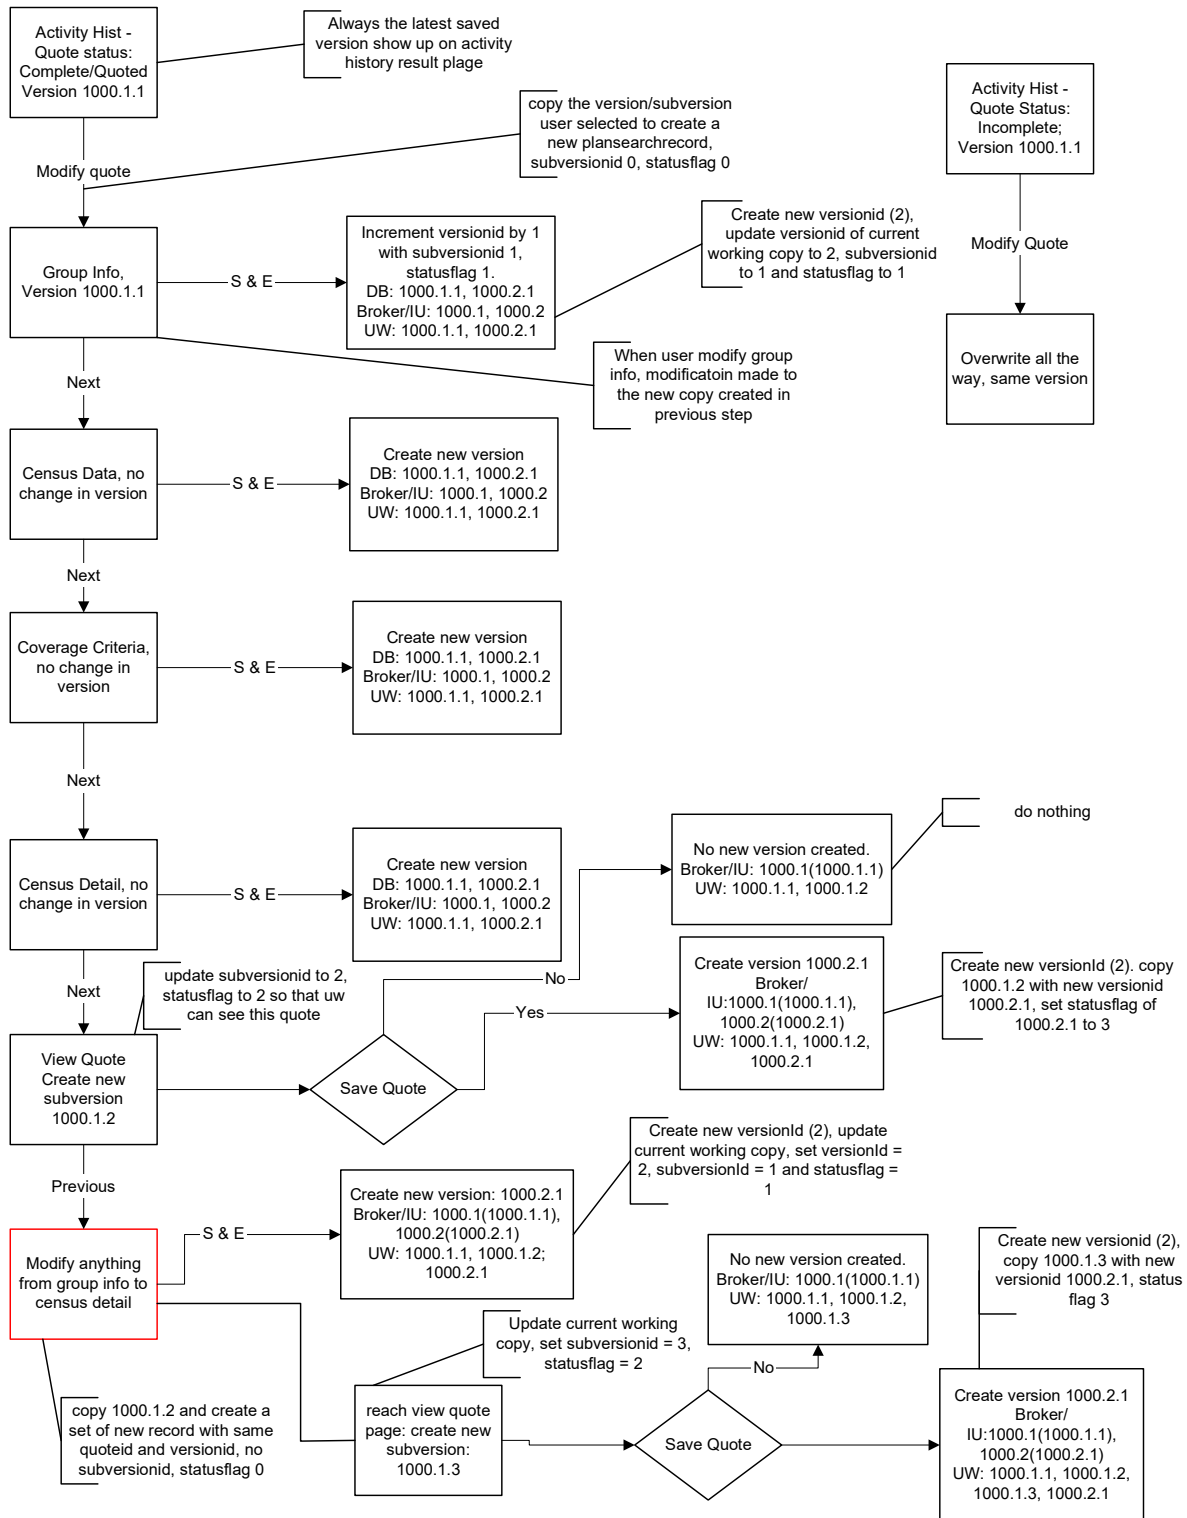 Activity Hist -
Quote status:
Complete/Quoted
Version 1000.1.1
Always the latest saved
version show up on activity
history result plage
copy the version/subversion
user selected to create a
new plansearchrecord,
subversionid 0, statusflag 0
Activity Hist -
Quote Status:
Incomplete;
Version 1000.1.1
Modify quote
Modify Quote
Group Info,
Version 1000.1.1
S & E
Increment versionid by 1
with subversionid 1,
statusflag 1.
DB: 1000.1.1, 1000.2.1
Broker/IU: 1000.1, 1000.2
UW: 1000.1.1, 1000.2.1
Create new versionid (2),
update versionid of current
working copy to 2, subversionid
to 1 and statusflag to 1
Overwrite all the
way, same version
When user modify group
info, modificatoin made to
the new copy created in
previous step
Next
Census Data, no
change in version
S & E
Create new version
DB: 1000.1.1, 1000.2.1
Broker/IU: 1000.1, 1000.2
UW: 1000.1.1, 1000.2.1
Next
Coverage Criteria,
no change in
version
S & E
Create new version
DB: 1000.1.1, 1000.2.1
Broker/IU: 1000.1, 1000.2
UW: 1000.1.1, 1000.2.1
Next
Census Detail, no
change in version
S & E
Create new version
DB: 1000.1.1, 1000.2.1
Broker/IU: 1000.1, 1000.2
UW: 1000.1.1, 1000.2.1
No new version created.
Broker/IU: 1000.1(1000.1.1)
UW: 1000.1.1, 1000.1.2
do nothing
Next
update subversionid to 2,
statusflag to 2 so that uw
can see this quote
No
Yes
Create version 1000.2.1
Broker/
IU:1000.1(1000.1.1),
1000.2(1000.2.1)
UW: 1000.1.1, 1000.1.2,
1000.2.1
Create new versionId (2). copy
1000.1.2 with new versionid
1000.2.1, set statusflag of
1000.2.1 to 3
View Quote
Create new
subversion
1000.1.2
Save Quote
Previous
Modify anything
from group info to
census detail
S & E
Create new version: 1000.2.1
Broker/IU: 1000.1(1000.1.1),
1000.2(1000.2.1)
UW: 1000.1.1, 1000.1.2;
1000.2.1
Create new versionId (2), update
current working copy, set versionId =
2, subversionId = 1 and statusflag =
1
No new version created.
Broker/IU: 1000.1(1000.1.1)
UW: 1000.1.1, 1000.1.2,
1000.1.3
Create new versionid (2),
copy 1000.1.3 with new
versionid 1000.2.1, status
flag 3
Update current working
copy, set subversionid = 3,
statusflag = 2
No
copy 1000.1.2 and create a
set of new record with same
quoteid and versionid, no
subversionid, statusflag 0
reach view quote
page: create new
subversion:
1000.1.3
Save Quote
Create version 1000.2.1
Broker/
IU:1000.1(1000.1.1),
1000.2(1000.2.1)
UW: 1000.1.1, 1000.1.2,
1000.1.3, 1000.2.1